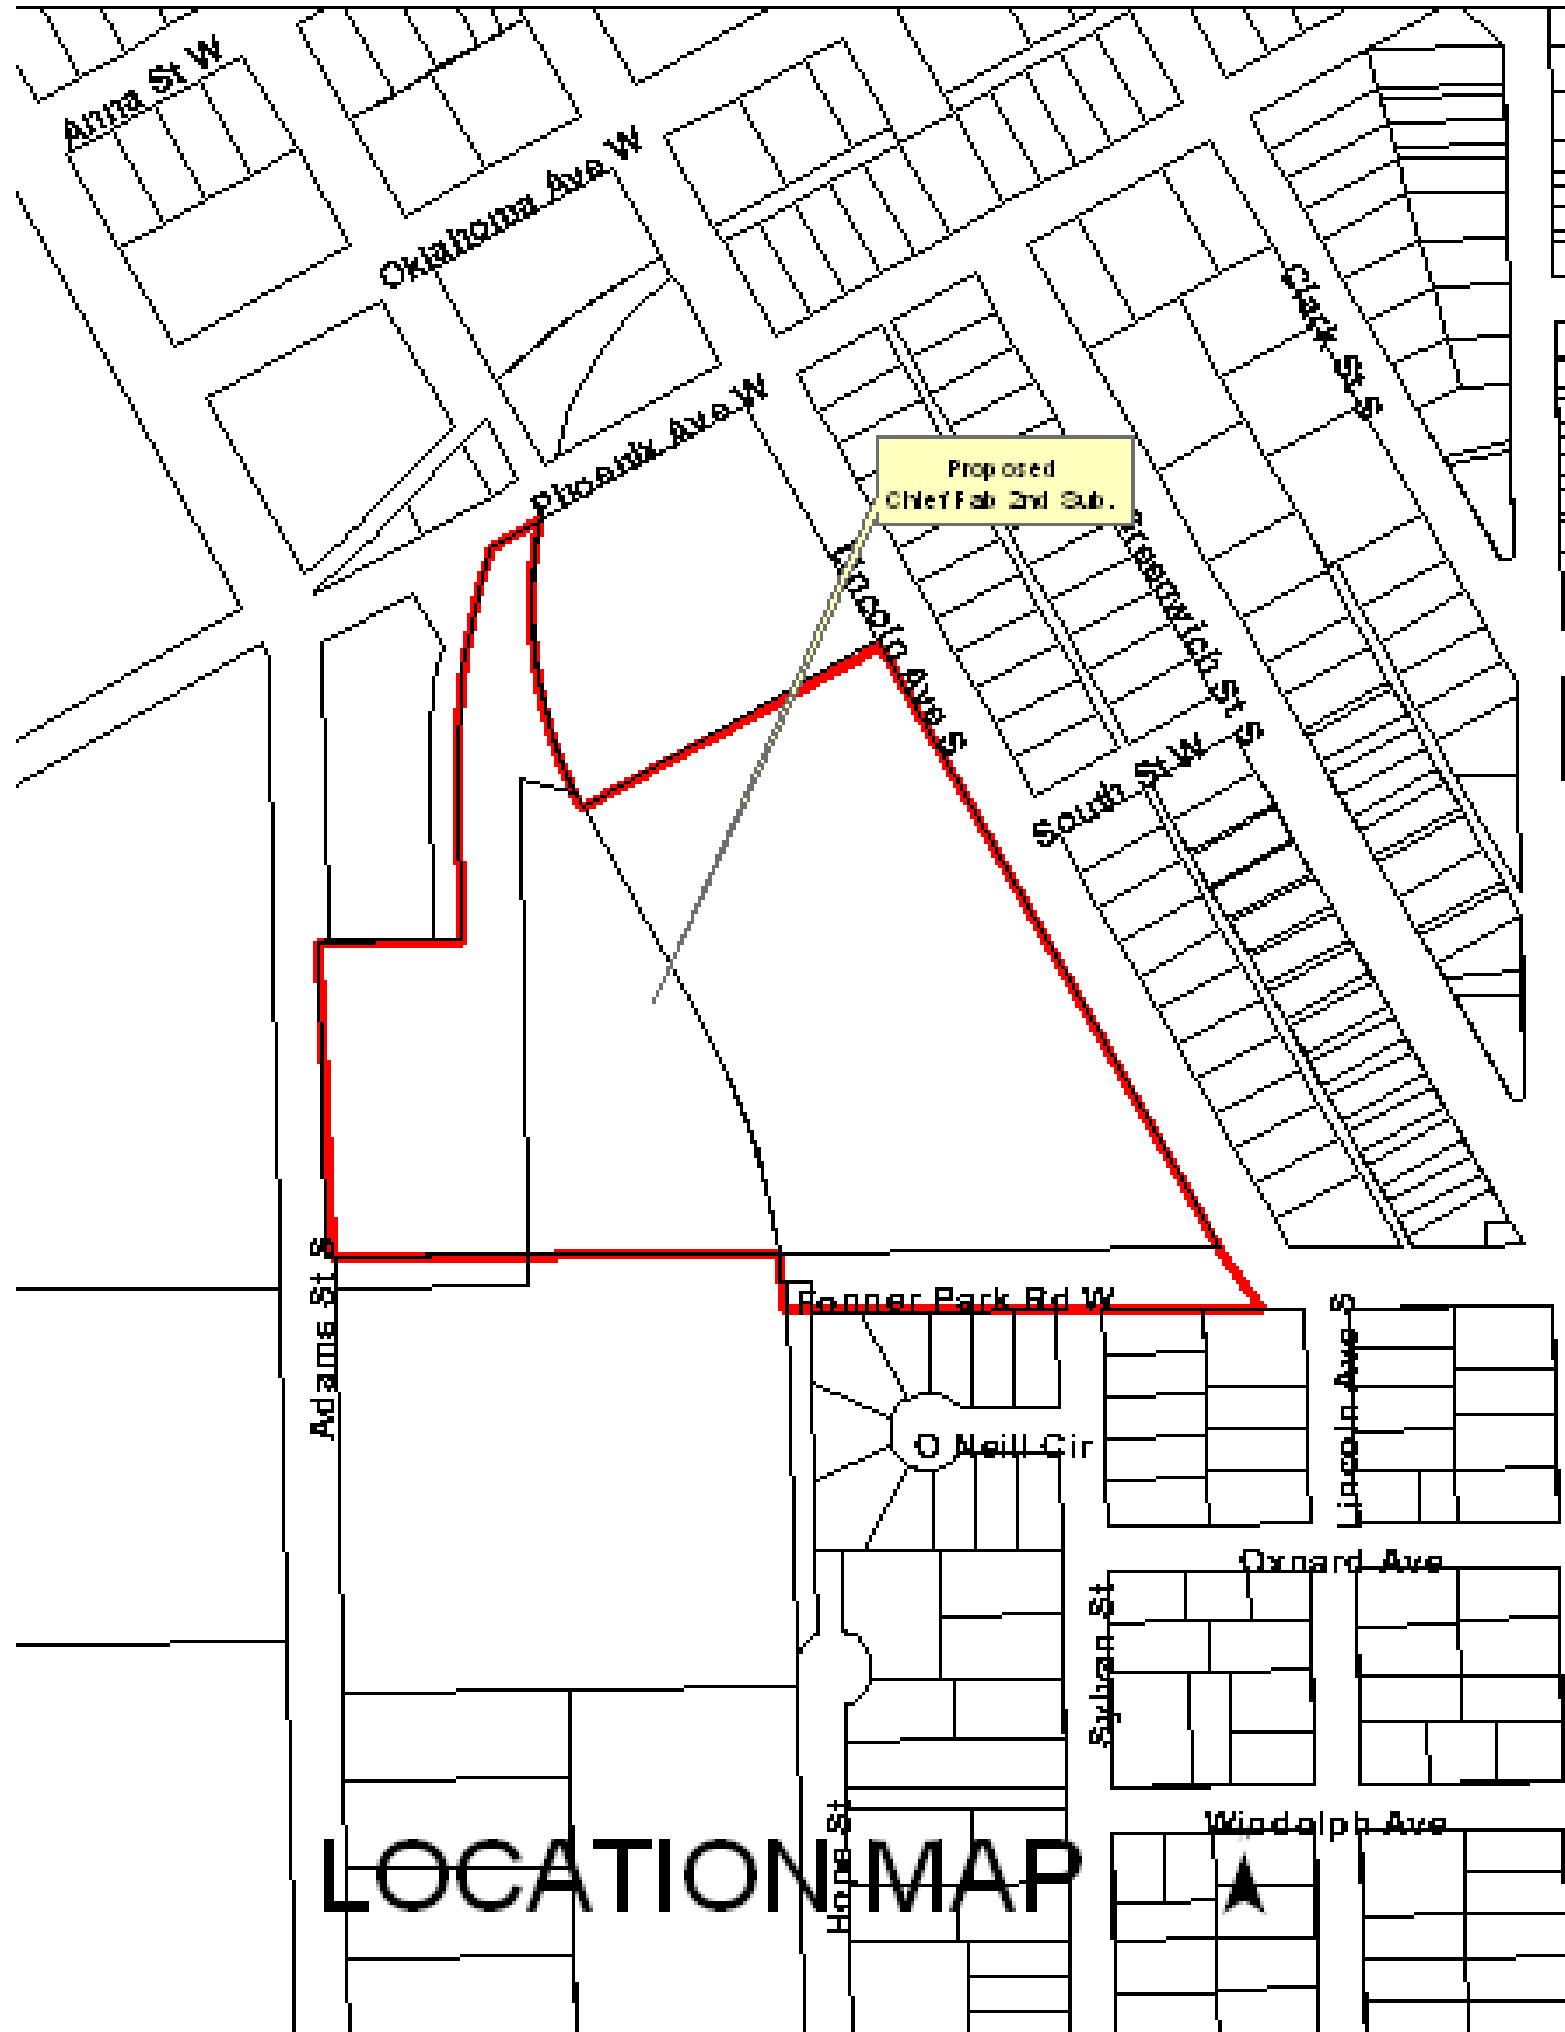 Anna St W
Oklahoma Ave W
Clark St S
Phoenix Ave W
Proposed
Chief Fab 2nd Sub.
Lincoln Ave S
Greenwich St S
South St W
Adams St S
Fonner Park Rd W
Lincoln Ave S
O Neill Cir
Oxnard Ave
Sylvan St
Windolph Ave
Hope St
LOCATION MAP